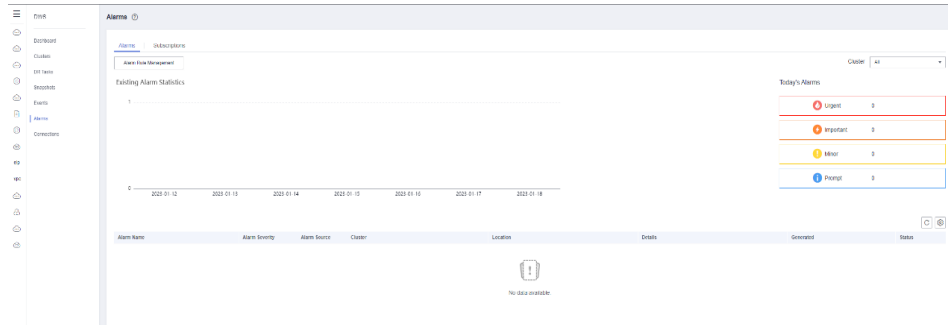 DWS
Alarms
Dashboard
Clusters
DR Tasks
Snapshots
Events
Alarms
Connections
Alarms
Subscriptions
Alarm Rule Management
Cluster
All
Existing Alarm Statistics
1
0
2023-01-12
2023-01-13
2023-01-14
2023-01-15
2023-01-16
2023-01-17
2023-01-18
Today's Alarms
Urgent 0
Important 0
Minor 0
Prompt 0
Alarm Name Alarm Severity Alarm Source Cluster Location Details Generated Status
No data available